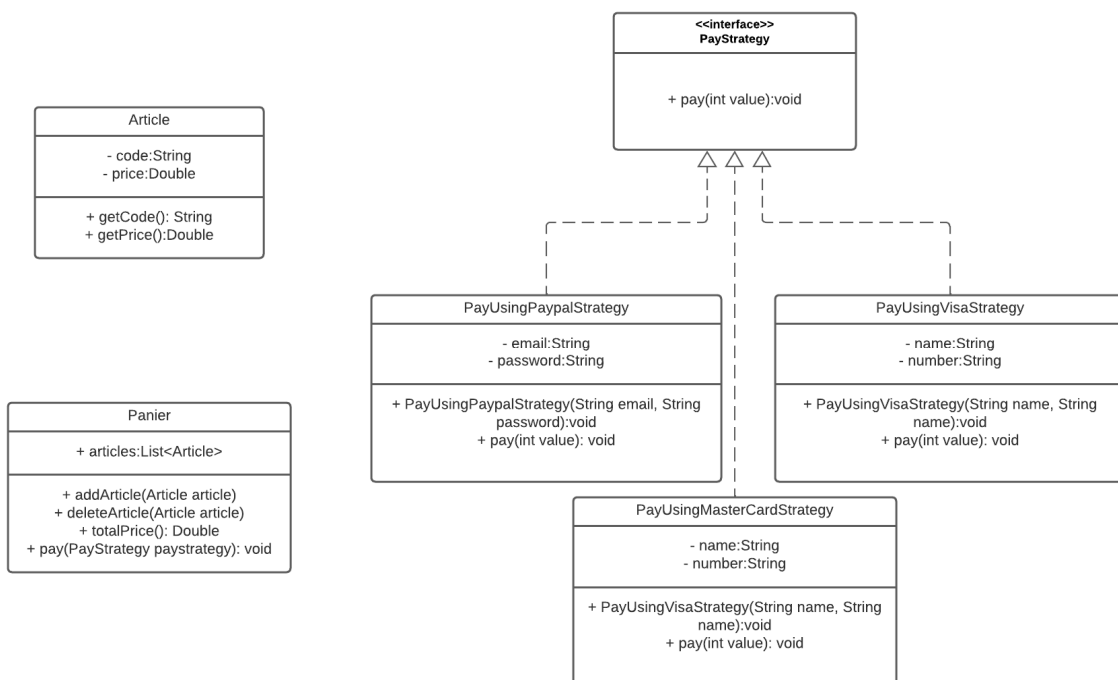 <<interface>>
PayStrategy
+ pay(int value):void
Article
- code:String
- price:Double
+ getCode(): String
+ getPrice():Double
PayUsingPaypalStrategy
- email:String
- password:String
+ PayUsingPaypalStrategy(String email, String
password):void
+ pay(int value): void
PayUsingVisaStrategy
- name:String
- number:String
+ PayUsingVisaStrategy(String name, String
name):void
+ pay(int value): void
Panier
+ articles:List<Article>
+ addArticle(Article article)
+ deleteArticle(Article article)
+ totalPrice(): Double
+ pay(PayStrategy paystrategy): void
PayUsingMasterCardStrategy
- name:String
- number:String
+ PayUsingVisaStrategy(String name, String
name):void
+ pay(int value): void